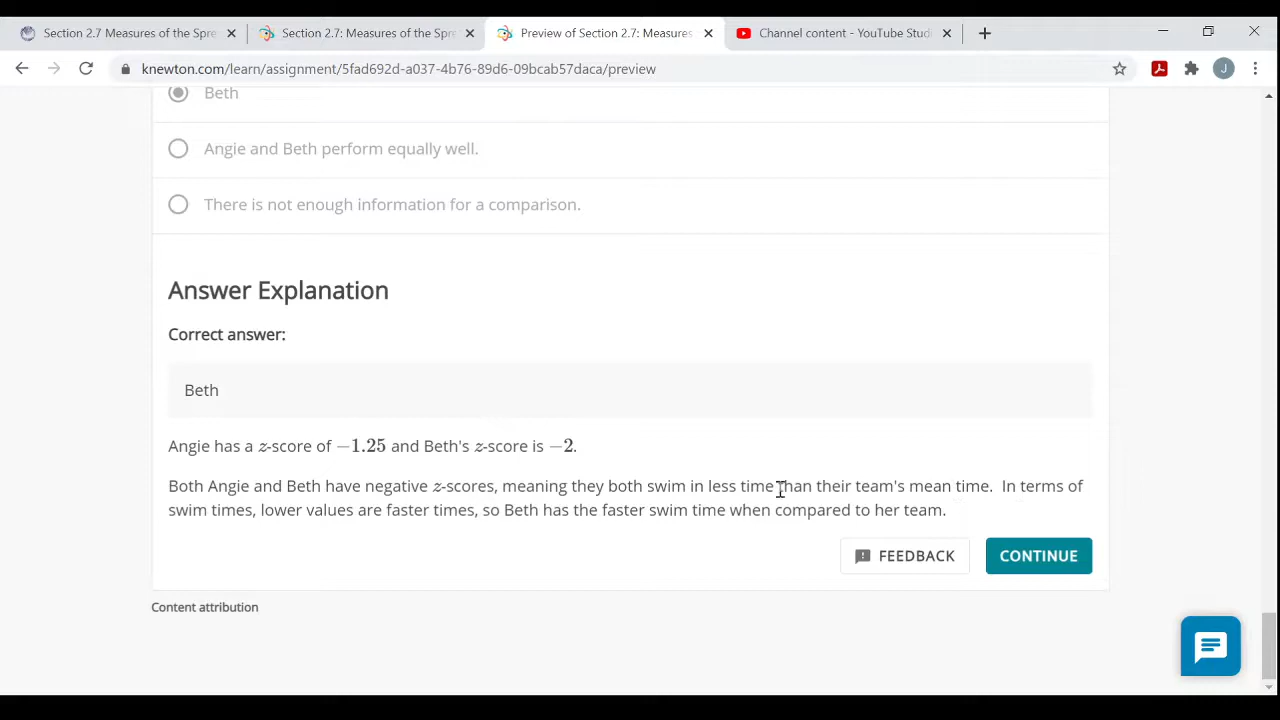 Section 2.7 Measures of the Spre
Section 2.7: Measures of the Spre
Preview of Section 2.7: Measures
Channel content - YouTube Studi
knewton.com/learn/assignment/5fad692d-a037-4b76-89d6-09bcab57daca/preview
J
Beth
Angie and Beth perform equally well.
There is not enough information for a comparison.
Answer Explanation
Correct answer:
Beth
Angie has a z-score of −1.25 and Beth's z-score is −2.
Both Angie and Beth have negative z-scores, meaning they both swim in less time than their team's mean time. In terms of
swim times, lower values are faster times, so Beth has the faster swim time when compared to her team.
FEEDBACK
CONTINUE
Content attribution